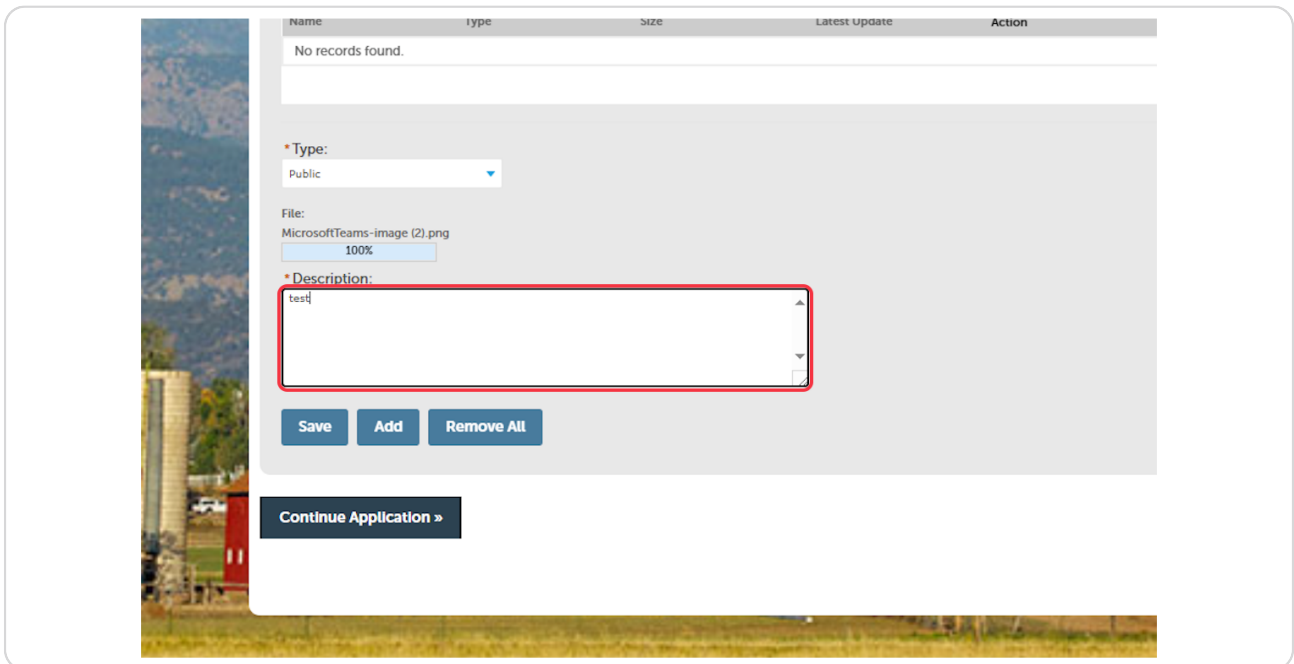 Name Type Size Latest Update Action
No records found.
*Type:
Public
File:
MicrosoftTeams-image (2).png
100%
*Description:
test
Save Add Remove All
Continue Application »